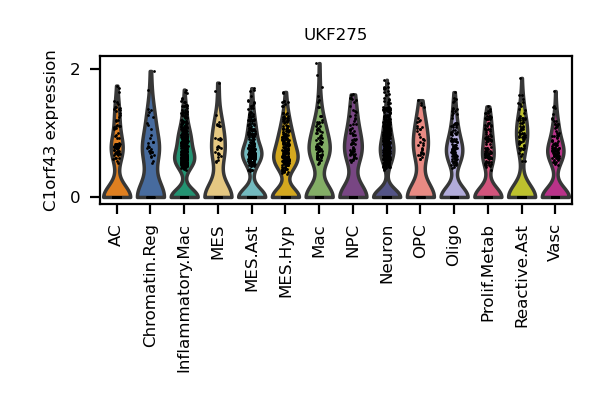 UKF275
C1orf43 expression
2
0
AC
Chromatin.Reg
Inflammatory.Mac
MES
MES.Ast
MES.Hyp
Mac
NPC
Neuron
OPC
Oligo
Prolif.Metab
Reactive.Ast
Vasc